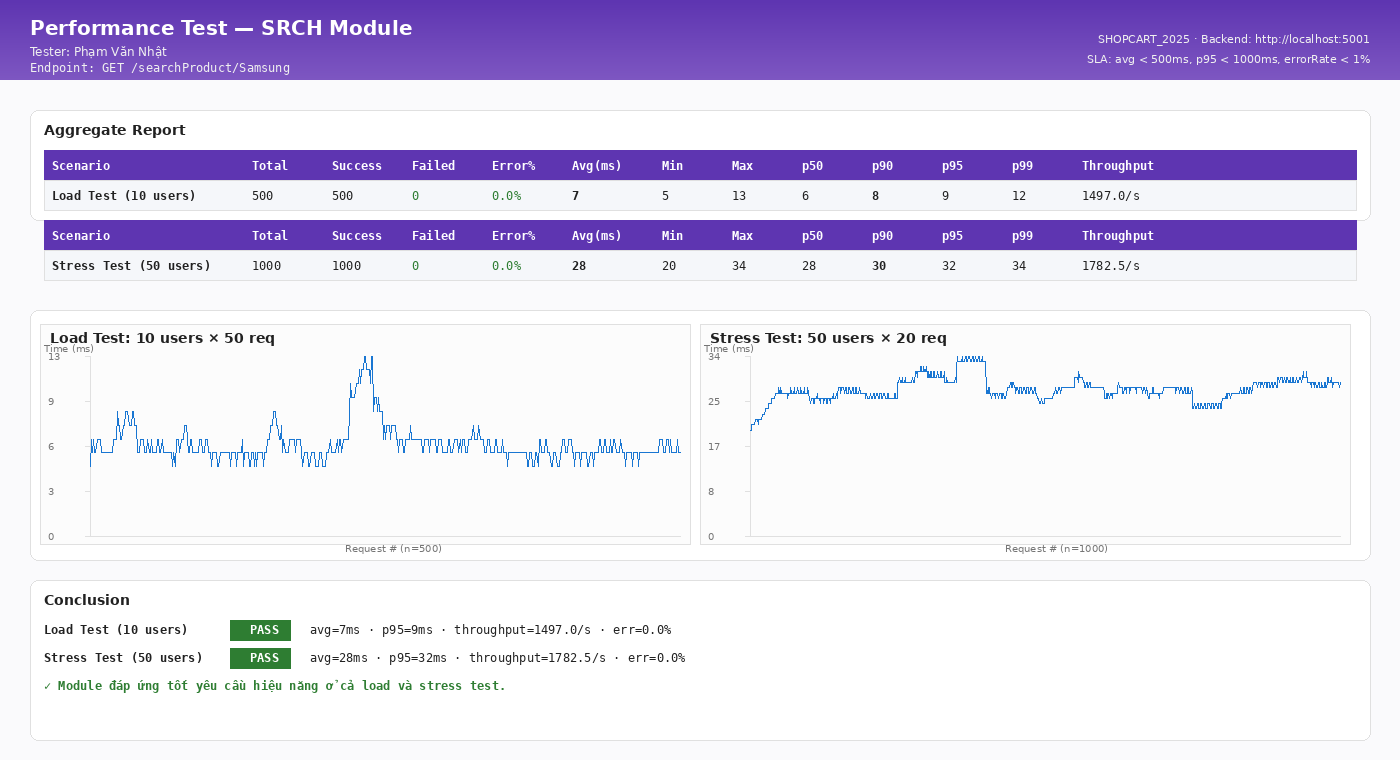 Performance Test — SRCH Module
Tester: Phạm Văn Nhật
Endpoint: GET /searchProduct/Samsung
SHOPCART_2025 · Backend: http://localhost:5001
SLA: avg < 500ms, p95 < 1000ms, errorRate < 1%
Aggregate Report
Scenario Total Success Failed Error% Avg(ms) Min Max p50 p90 p95 p99 Throughput
Load Test (10 users) 500 500 0 0.0% 7 5 13 6 8 9 12 1497.0/s
Scenario Total Success Failed Error% Avg(ms) Min Max p50 p90 p95 p99 Throughput
Stress Test (50 users) 1000 1000 0 0.0% 28 20 34 28 30 32 34 1782.5/s
Load Test: 10 users × 50 req
Time (ms)
13
9
6
3
0
Request # (n=500)
Stress Test: 50 users × 20 req
Time (ms)
34
25
17
8
0
Request # (n=1000)
Conclusion
Load Test (10 users) PASS avg=7ms · p95=9ms · throughput=1497.0/s · err=0.0%
Stress Test (50 users) PASS avg=28ms · p95=32ms · throughput=1782.5/s · err=0.0%
✓ Module đáp ứng tốt yêu cầu hiệu năng ở cả load và stress test.